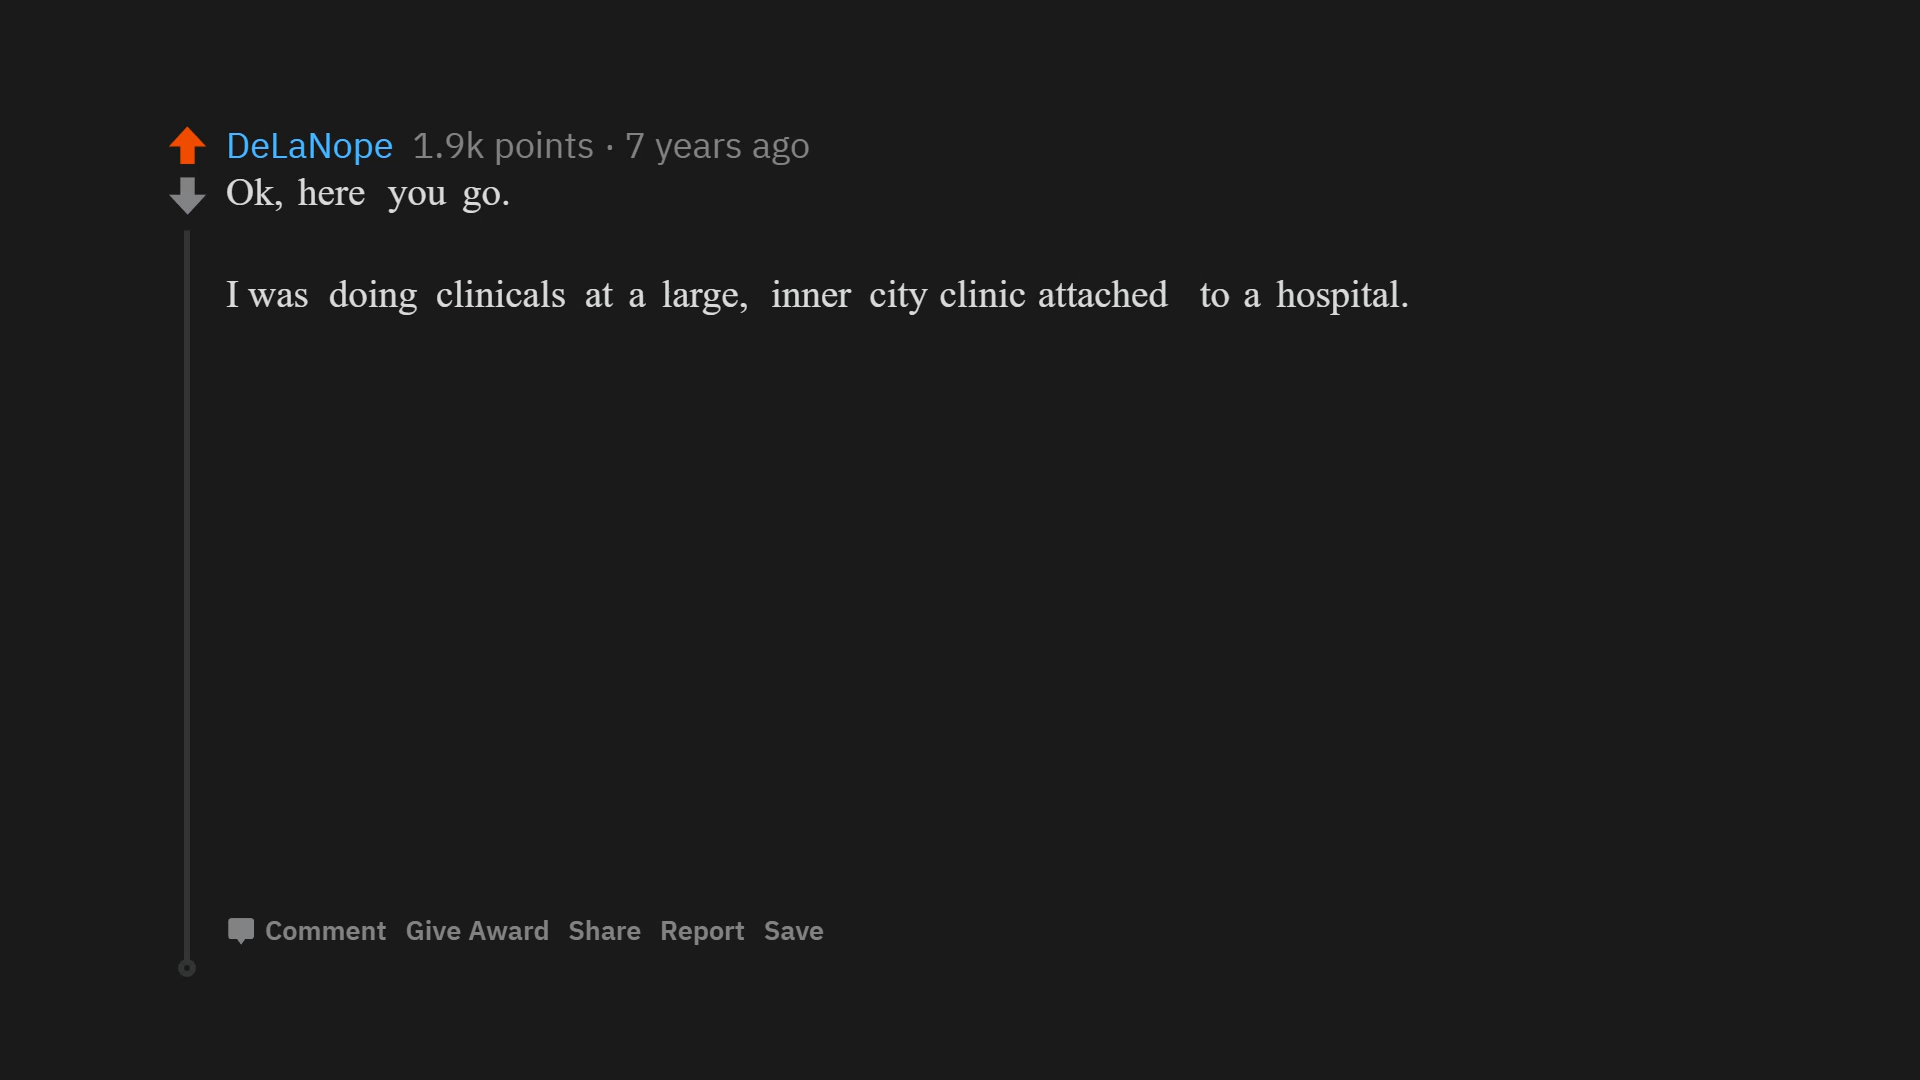 DeLaNope 1.9k points · 7 years ago
Ok, here you go.
I was doing clinicals at a large, inner city clinic attached to a hospital.
Comment Give Award Share Report Save